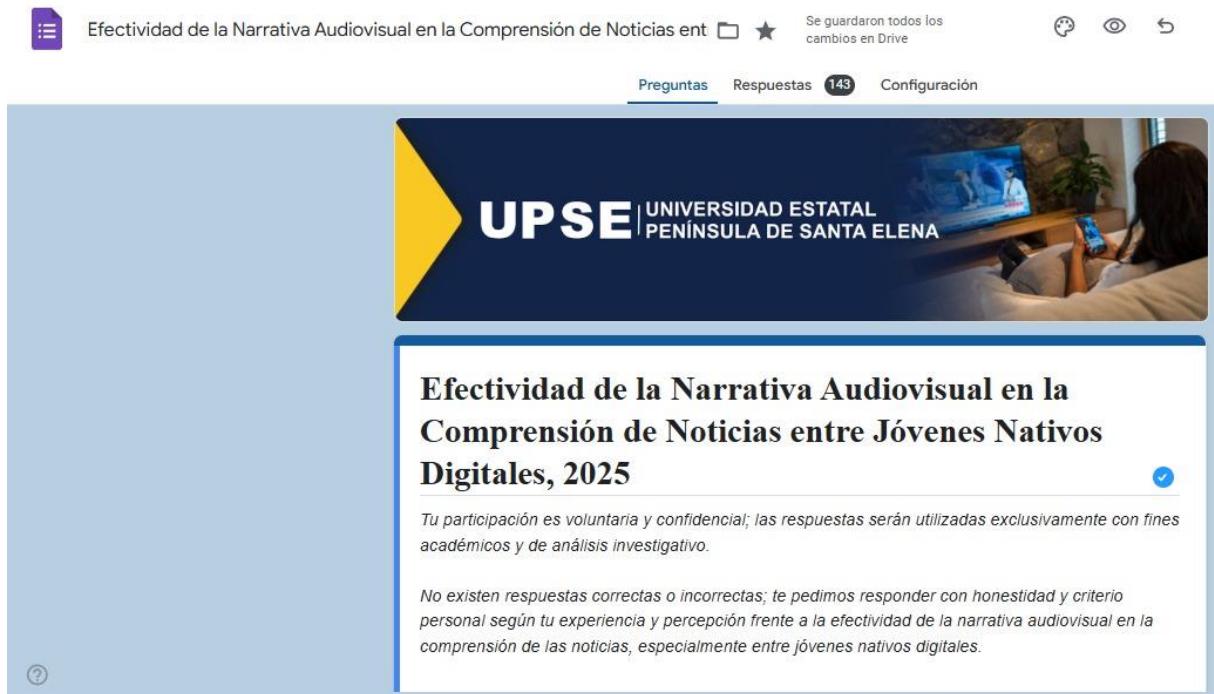 Efectividad de la Narrativa Audiovisual en la Comprensión de Noticias ent
Se guardaron todos los
cambios en Drive
Preguntas Respuestas 143 Configuración
UPSE UNIVERSIDAD ESTATAL
PENÍNSULA DE SANTA ELENA
Efectividad de la Narrativa Audiovisual en la
Comprensión de Noticias entre Jóvenes Nativos
Digitales, 2025
Tu participación es voluntaria y confidencial; las respuestas serán utilizadas exclusivamente con fines
académicos y de análisis investigativo.
No existen respuestas correctas o incorrectas; te pedimos responder con honestidad y criterio
personal según tu experiencia y percepción frente a la efectividad de la narrativa audiovisual en la
comprensión de las noticias, especialmente entre jóvenes nativos digitales.